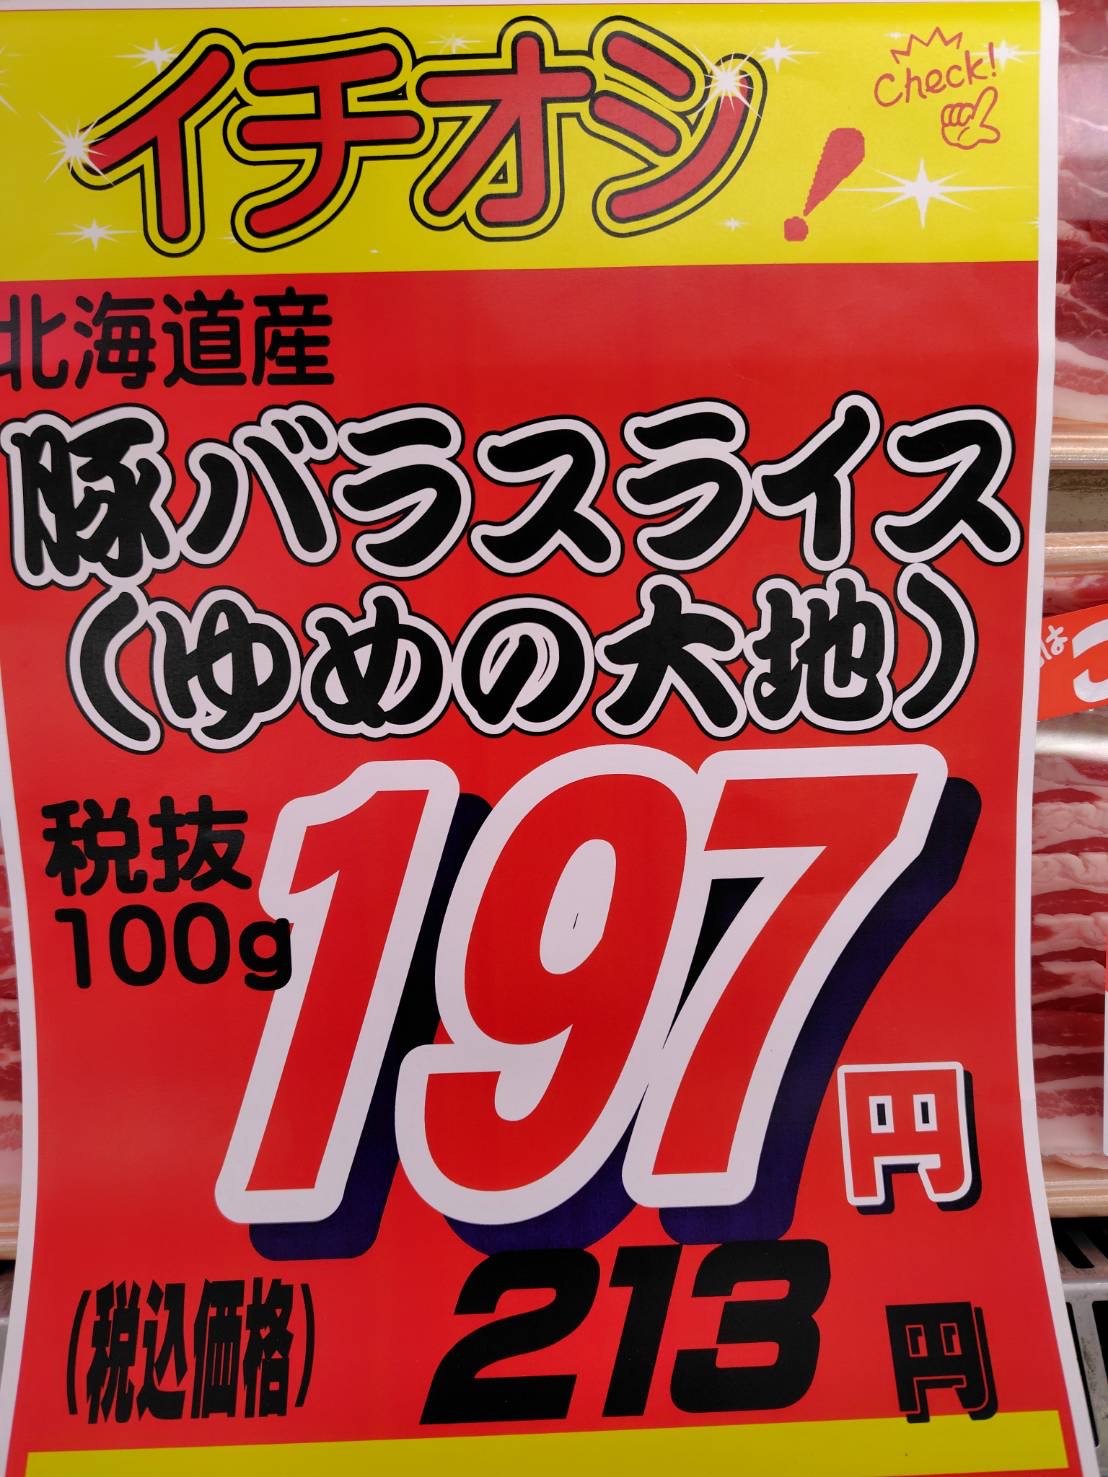 イチオシ!
Check!
北海道産
豚バラスライス
(ゆめの大地)
税抜
100g
197円
(税込価格) 213円
は